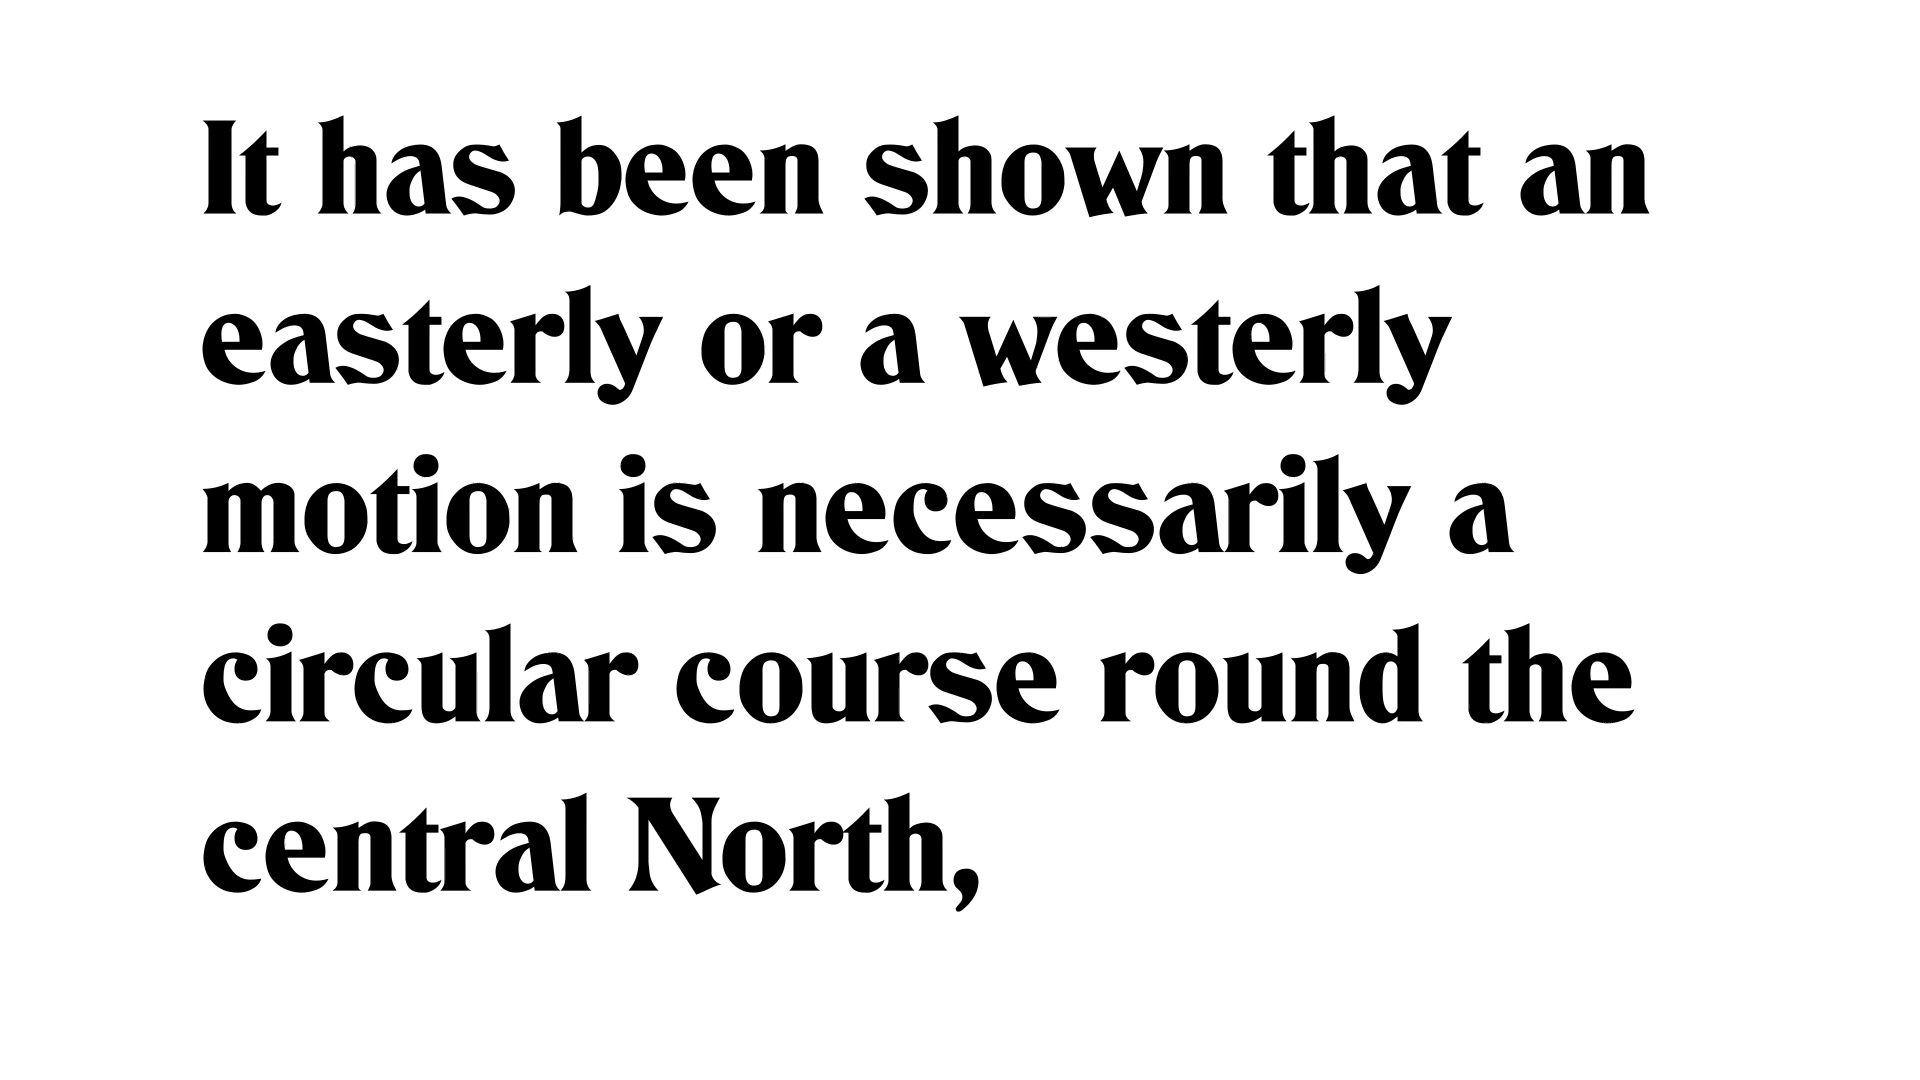 It has been shown that an
easterly or a westerly
motion is necessarily a
circular course round the
central North,